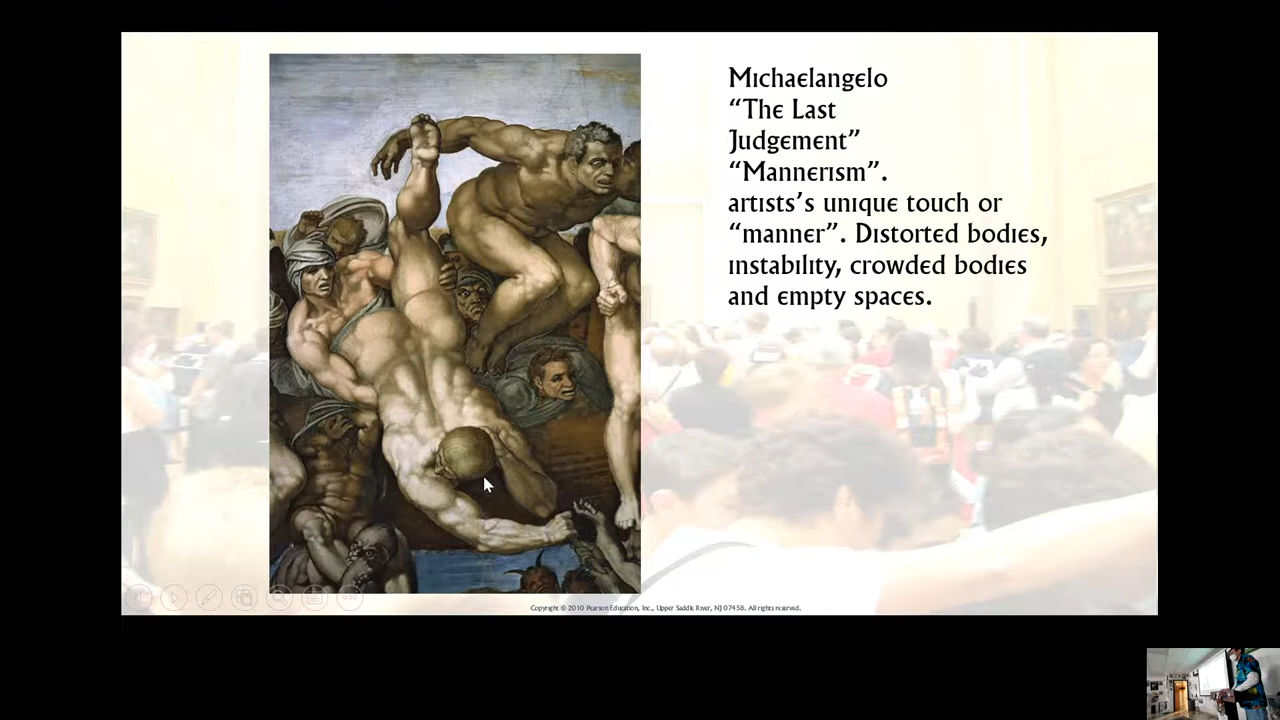 Michaelangelo
“The Last
Judgement”
“Mannerism”.
artists’s unique touch or
“manner”. Distorted bodies,
instability, crowded bodies
and empty spaces.
Copyright © 2010 Pearson Education, Inc., Upper Saddle River, NJ 07458. All rights reserved.